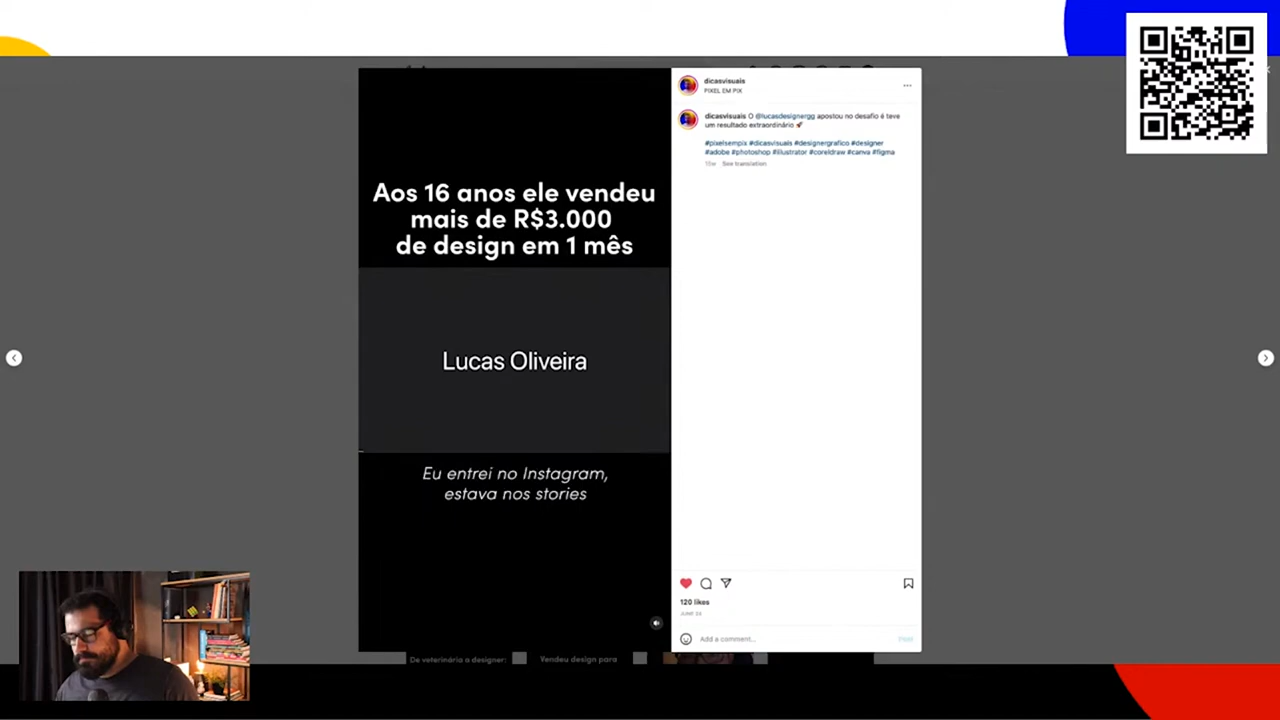 dicasvisuais
PIXEL EM PIX
dicasvisuais O @lucasdesignergg apostou no desafio é teve
um resultado extraordinário 🚀
#pixelsempix #dicasvisuais #designergrafico #designer
#adobe #photoshop #illustrator #coreldraw #canva #figma
See translation
Aos 16 anos ele vendeu
mais de R$3.000
de design em 1 mês
Lucas Oliveira
Eu entrei no Instagram,
estava nos stories
120 likes
Add a comment...
Post
De veterinária a designer:
Vendeu design para